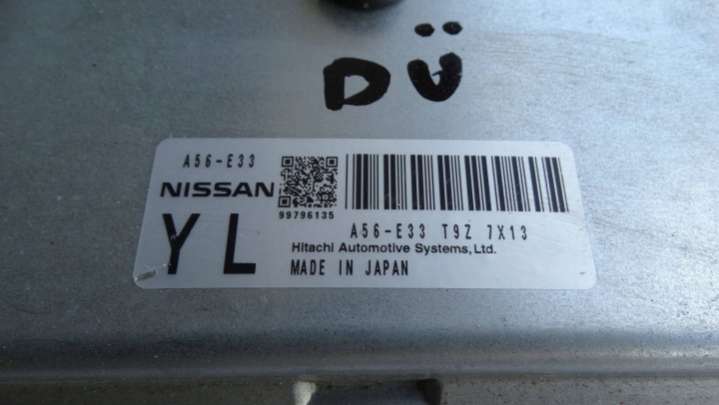 DÜ
A56-E33
NISSAN
99796135
YL
A56-E33 T9Z 7X13
Hitachi Automotive Systems, Ltd.
MADE IN JAPAN